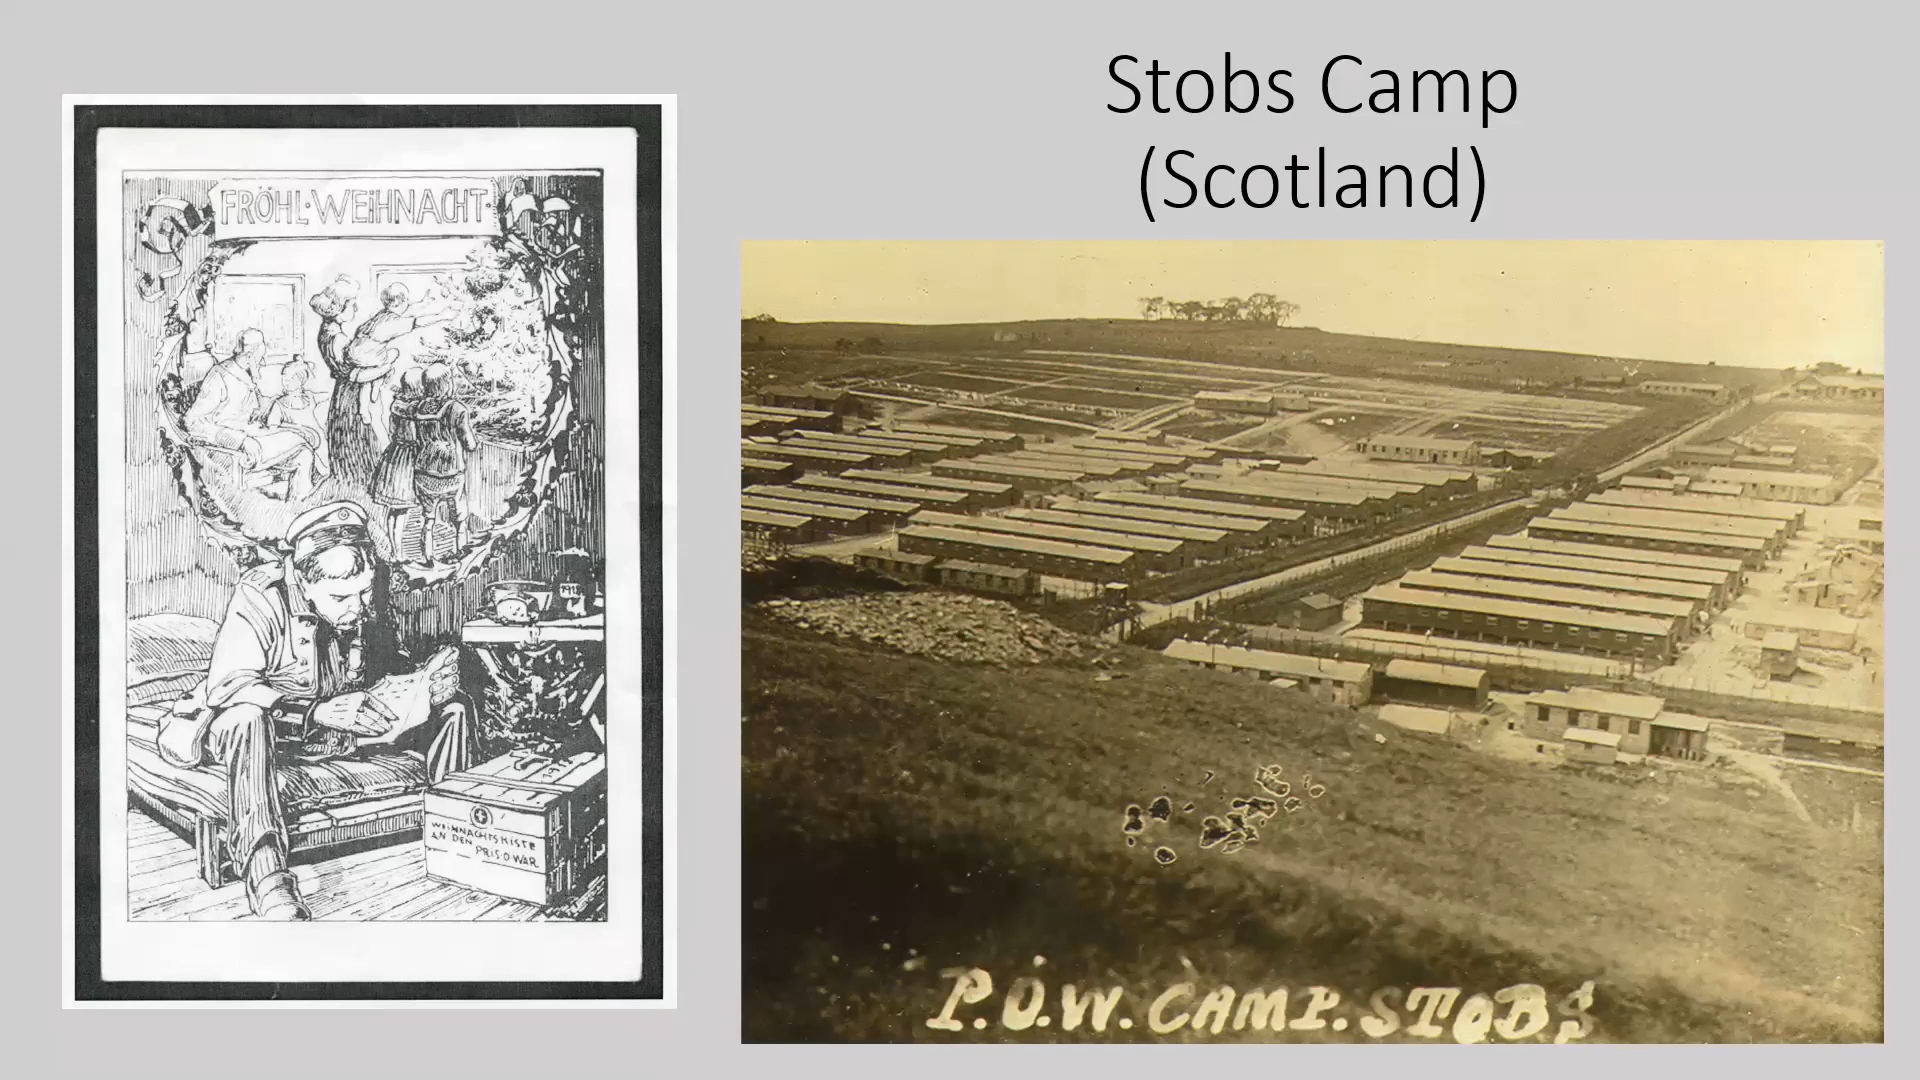 Stobs Camp
(Scotland)
FRÖHL·WEIHNACHT·
WEIHNACHTSKISTE
AN DEN
PRIS.O.WAR.
P.O.W. CAMP. STOBS